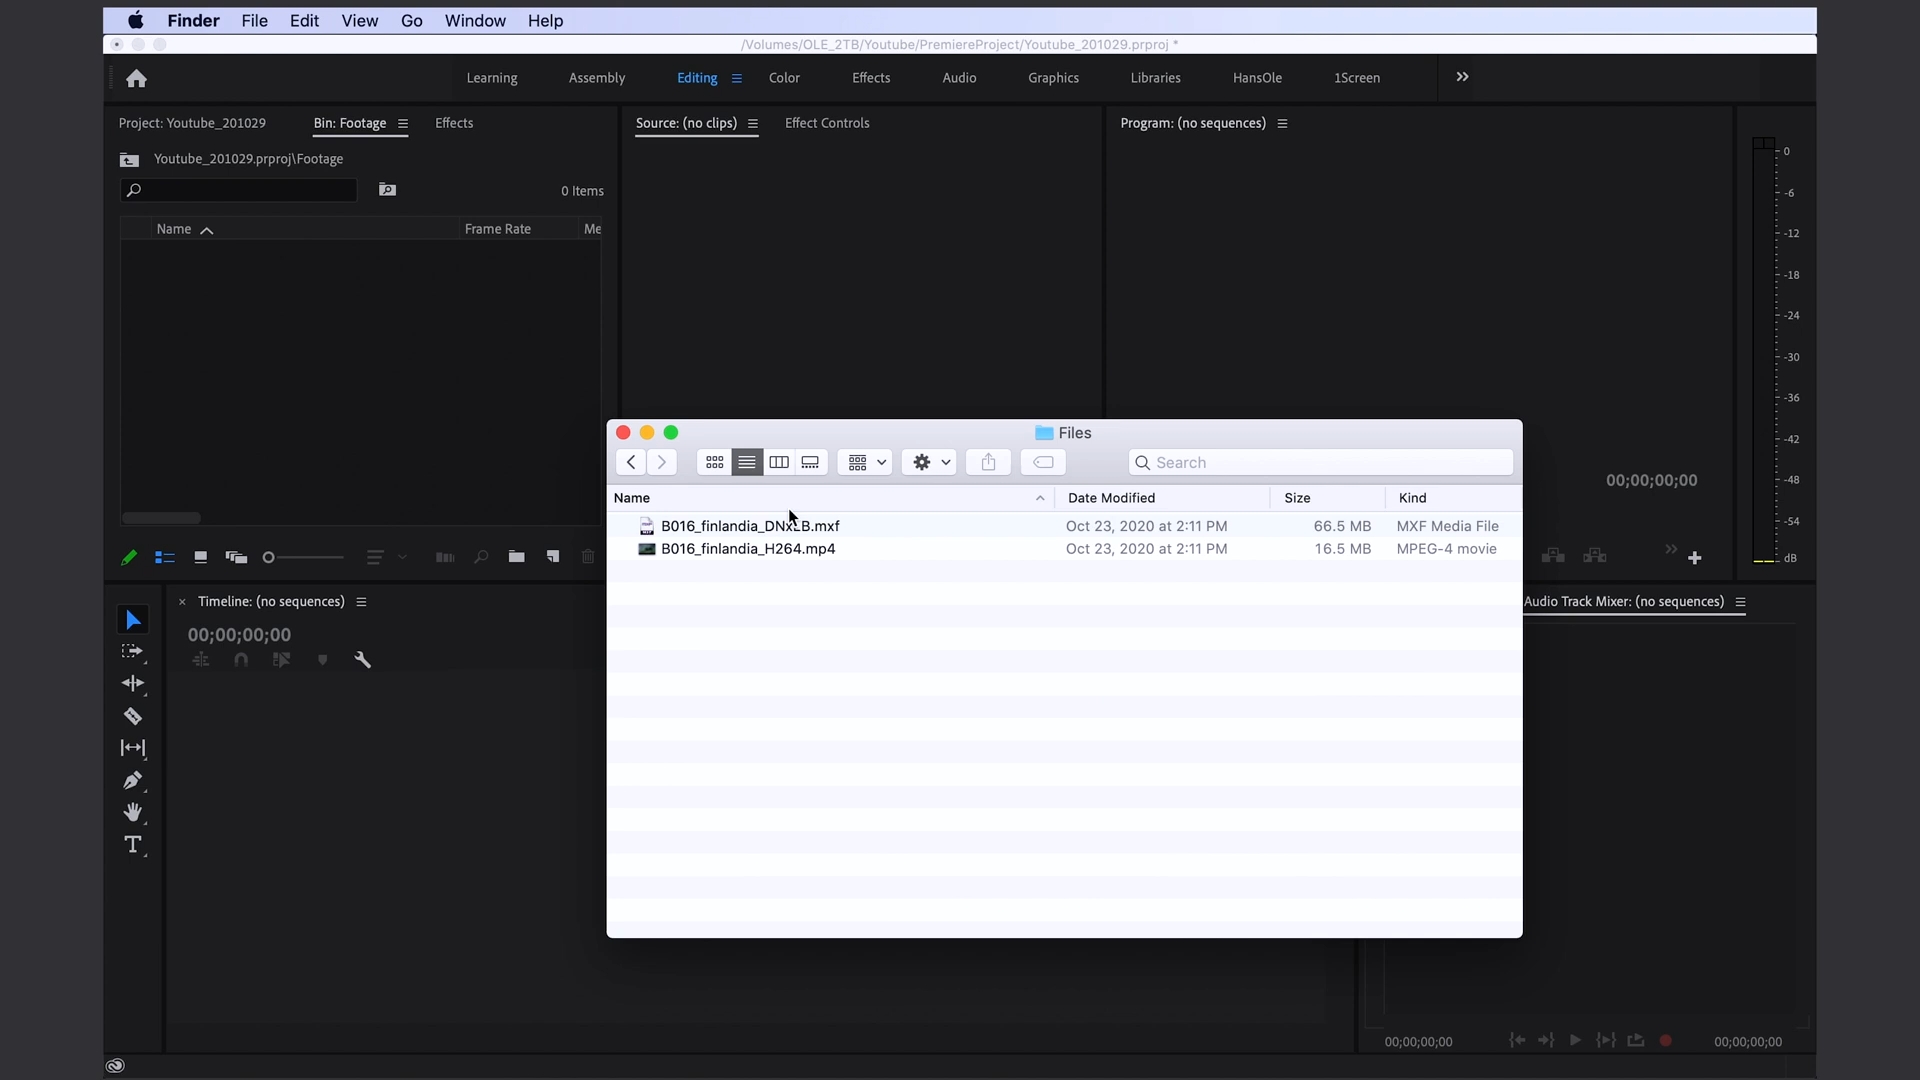 Finder File Edit View Go Window Help
/Volumes/OLE_2TB/Youtube/PremiereProject/Youtube_201029.prproj *
Learning Assembly Editing Color Effects Audio Graphics Libraries HansOle 1Screen
Project: Youtube_201029 Bin: Footage Effects
Source: (no clips) Effect Controls
Program: (no sequences)
Youtube_201029.prproj\Footage
0 Items
Name Frame Rate Me
0
-6
-12
-18
-24
-30
-36
-42
-48
-54
dB
00;00;00;00
Files
Search
Name Date Modified Size Kind
B016_finlandia_DNxLB.mxf Oct 23, 2020 at 2:11 PM 66.5 MB MXF Media File
B016_finlandia_H264.mp4 Oct 23, 2020 at 2:11 PM 16.5 MB MPEG-4 movie
Timeline: (no sequences)
00;00;00;00
Audio Track Mixer: (no sequences)
00;00;00;00 00;00;00;00